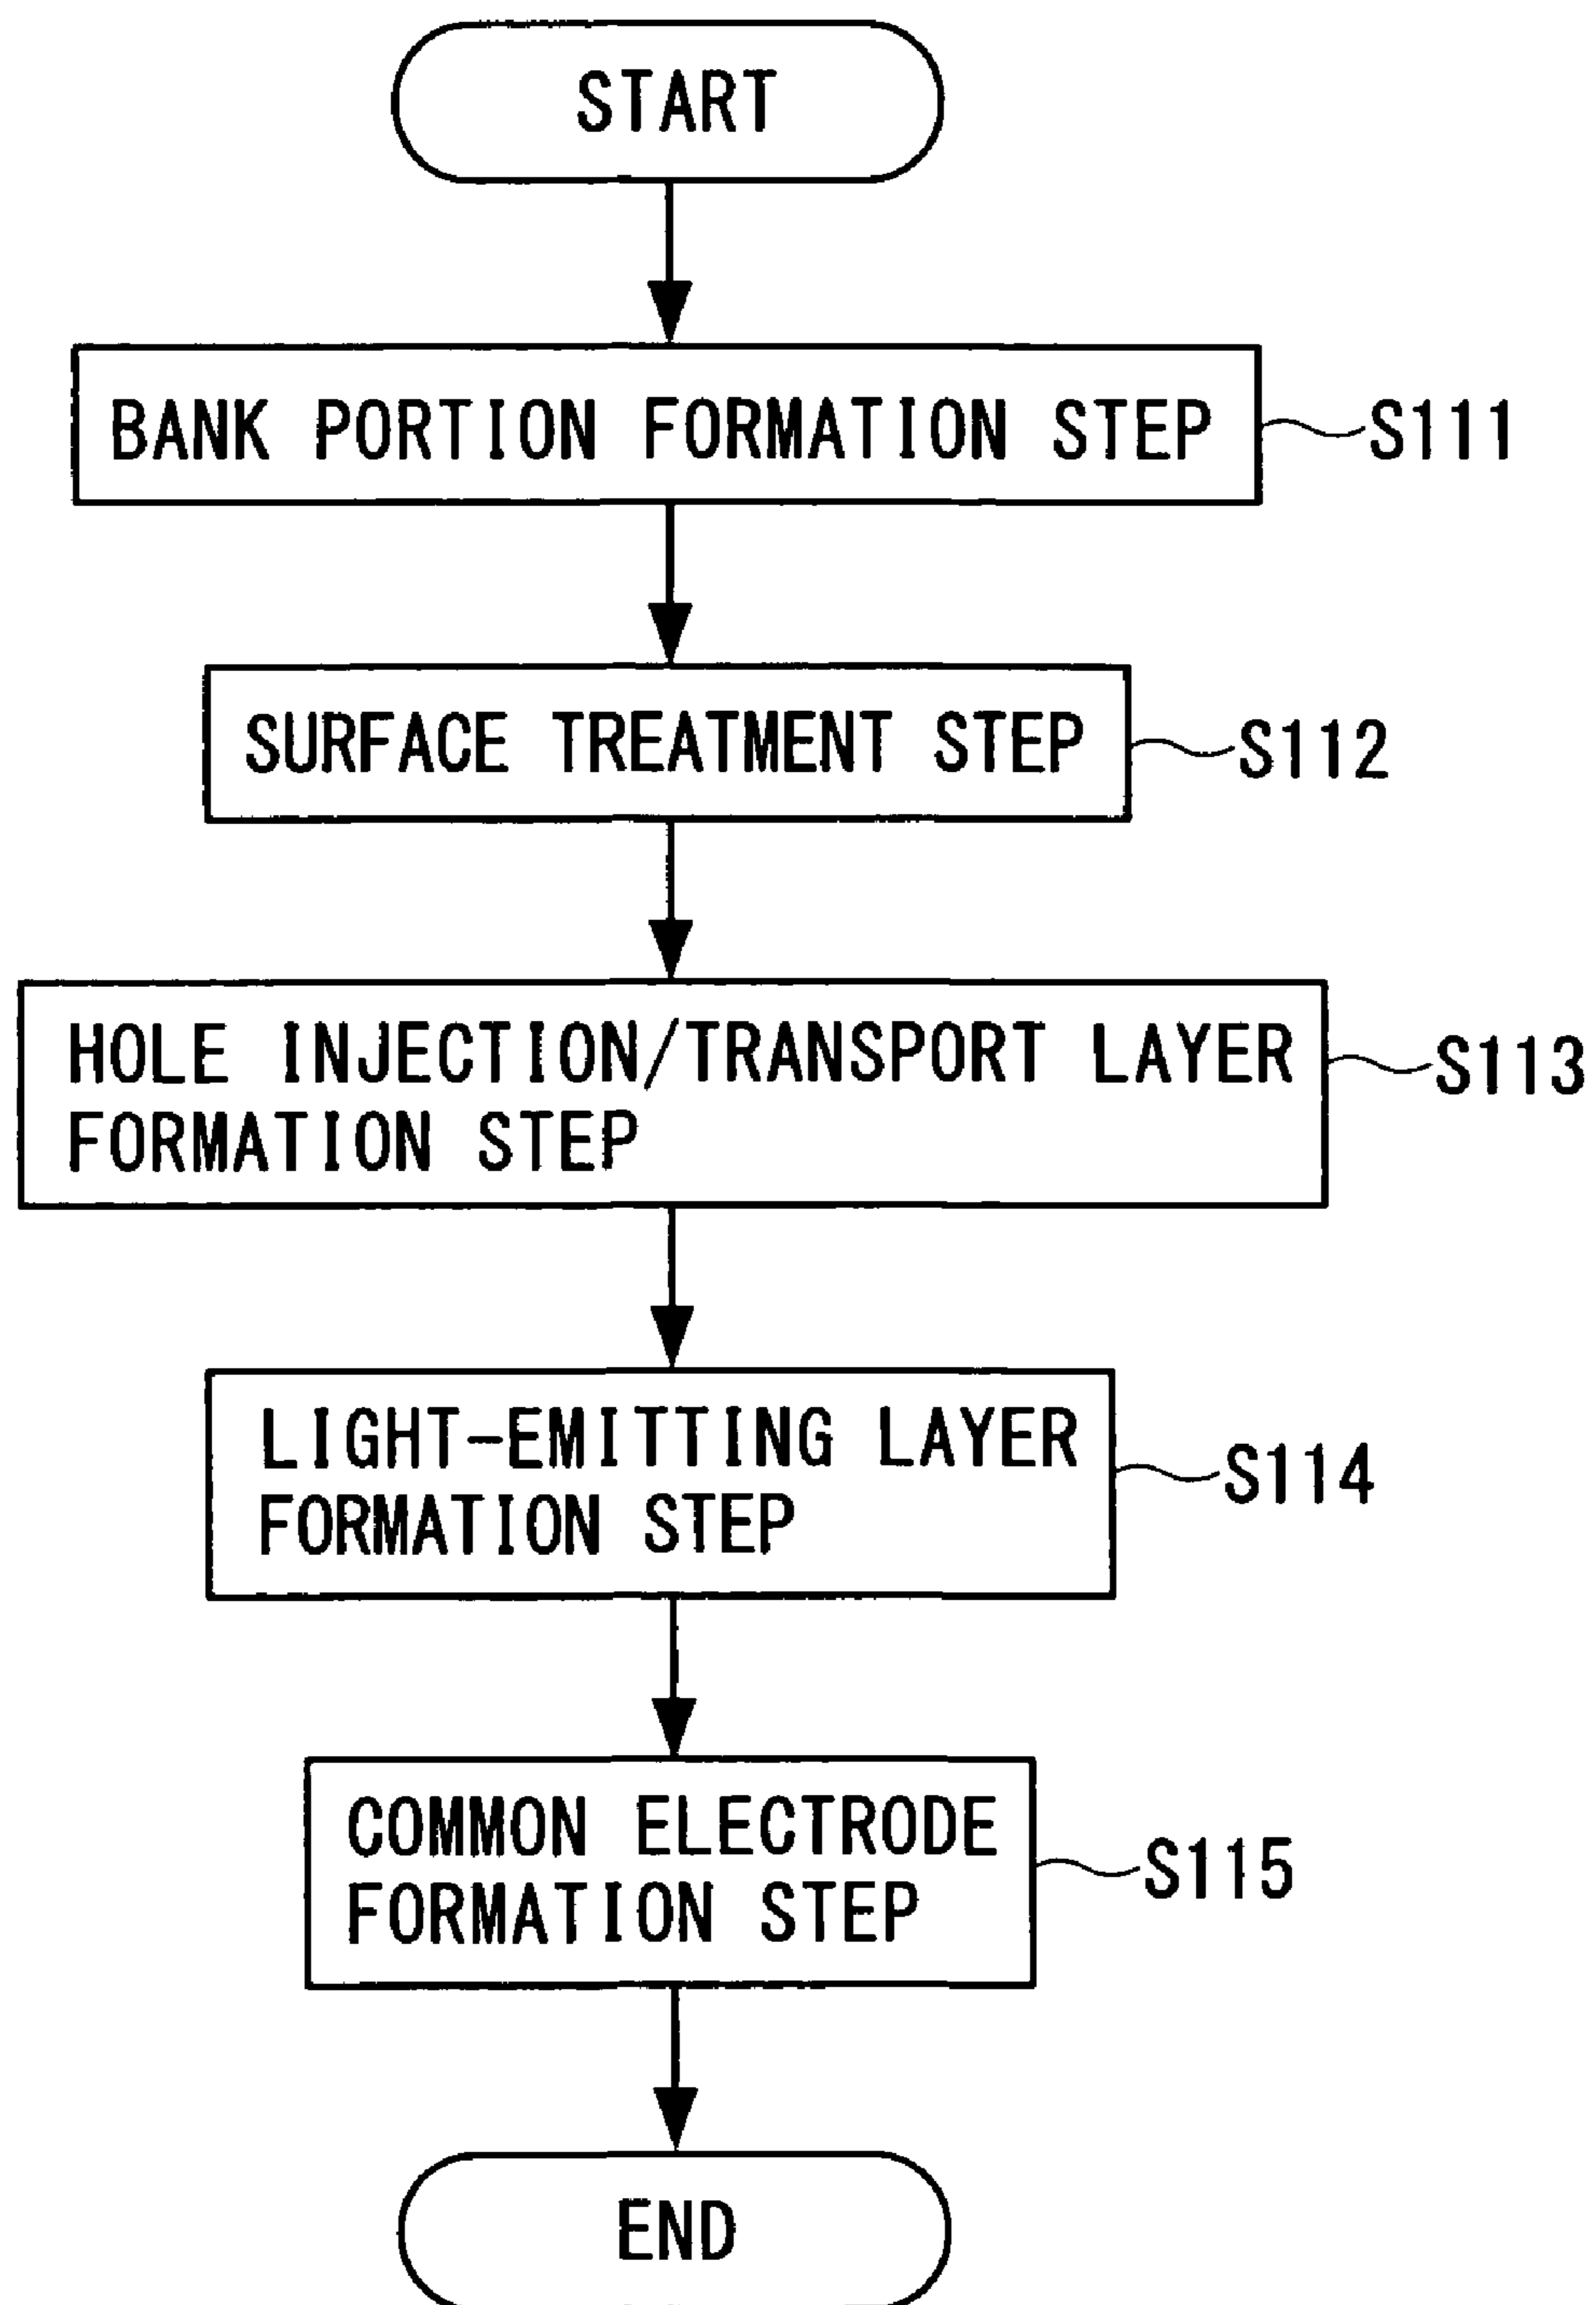 START
BANK PORTION FORMATION STEP
S111
SURFACE TREATMENT STEP
S112
HOLE INJECTION/TRANSPORT LAYER
FORMATION STEP
S113
LIGHT-EMITTING LAYER
FORMATION STEP
S114
COMMON ELECTRODE
FORMATION STEP
S115
END